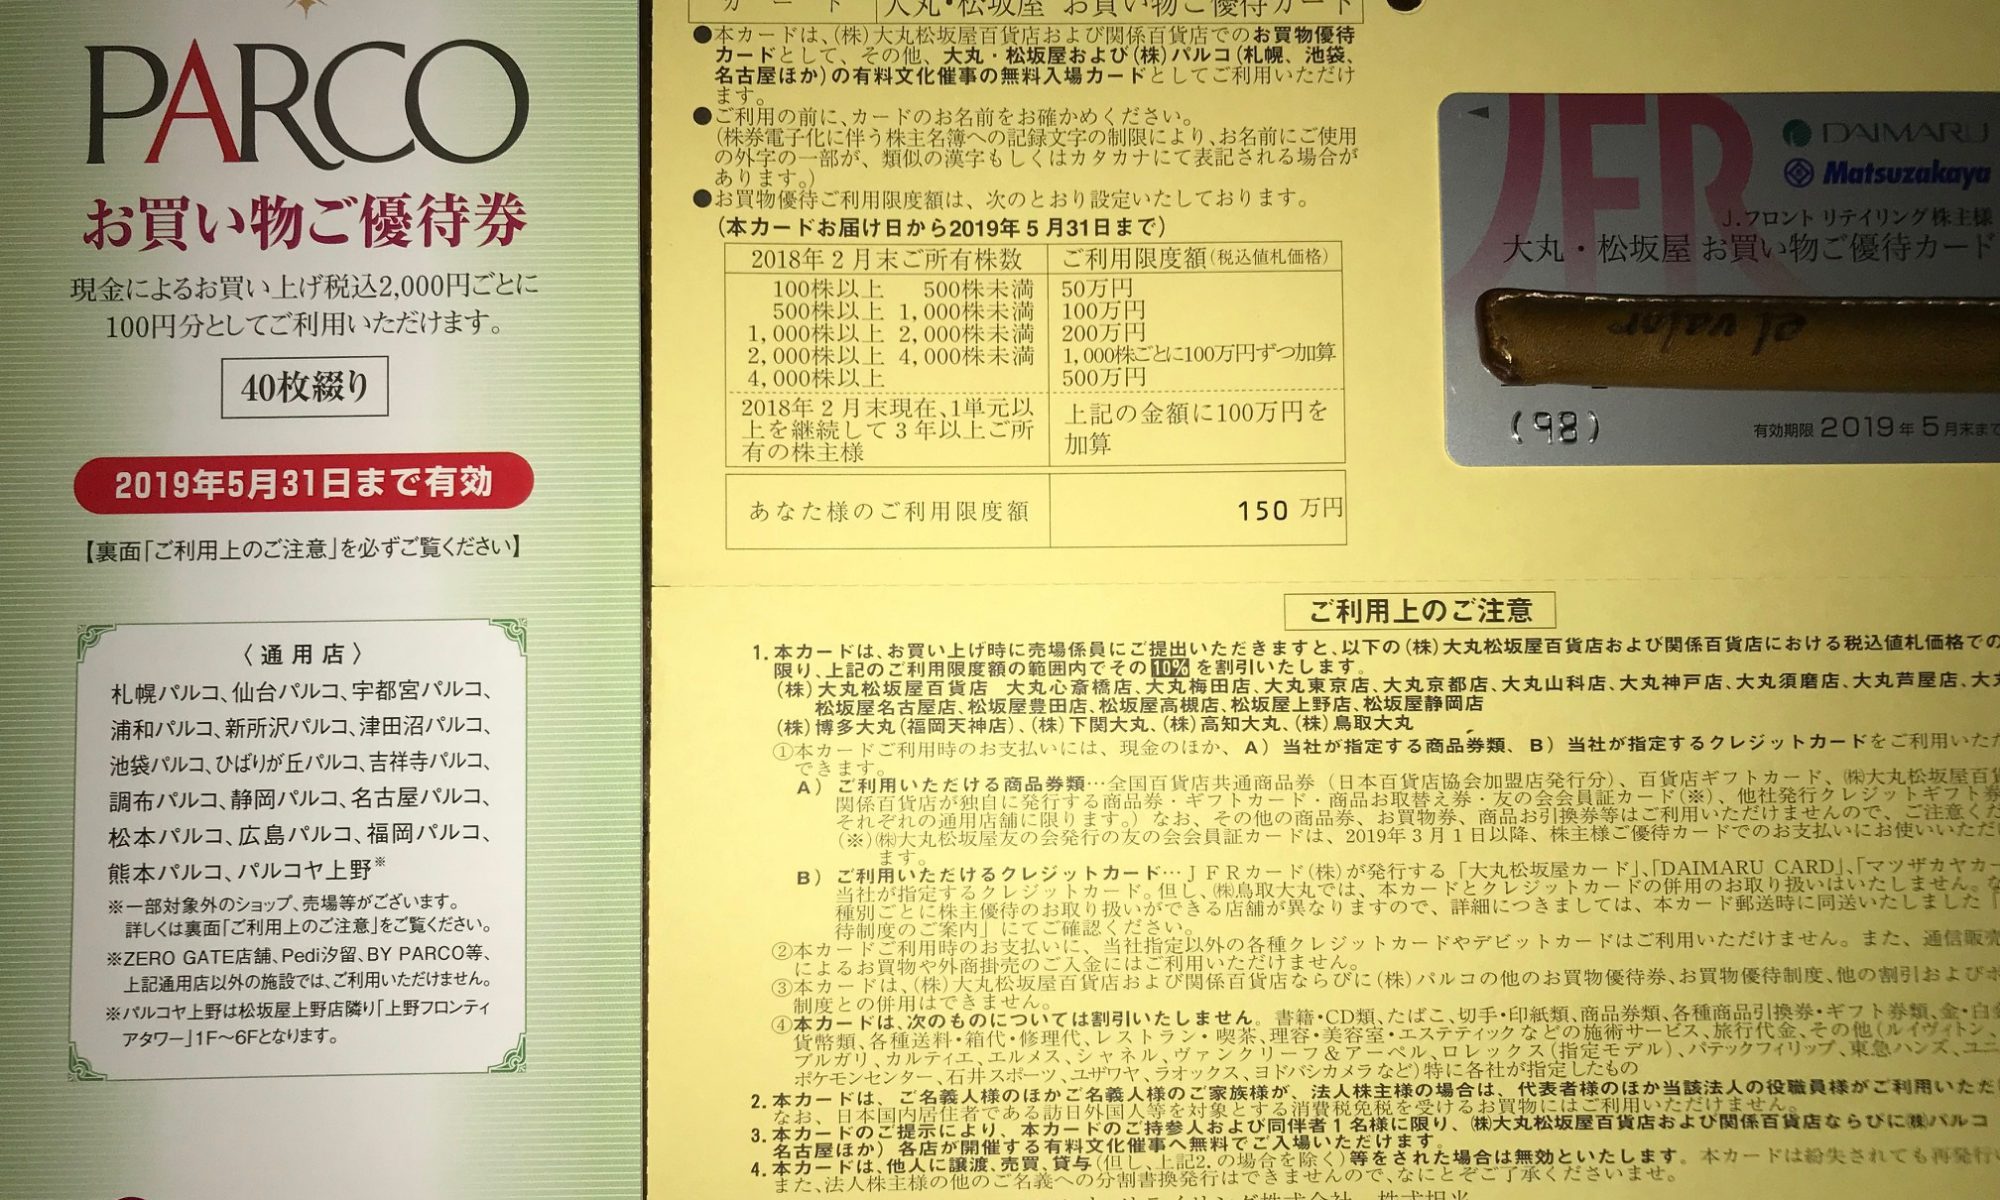 PARCO
お買い物ご優待券
現金によるお買い上げ税込2,000円ごとに
100円分としてご利用いただけます。
40枚綴り
2019年5月31日まで有効
【裏面「ご利用上のご注意」を必ずご覧ください】
〈通用店〉
札幌パルコ、仙台パルコ、宇都宮パルコ、
浦和パルコ、新所沢パルコ、津田沼パルコ、
池袋パルコ、ひばりが丘パルコ、吉祥寺パルコ、
調布パルコ、静岡パルコ、名古屋パルコ、
松本パルコ、広島パルコ、福岡パルコ、
熊本パルコ、パルコヤ上野※
※一部対象外のショップ、売場等がございます。
詳しくは裏面「ご利用上のご注意」をご覧ください。
※ZERO GATE店舗、Pedi汐留、BY PARCO等、
上記通用店以外の施設では、ご利用いただけません。
※パルコヤ上野は松坂屋上野店隣り「上野フロンティ
アタワー」1F〜6Fとなります。
カード 大丸・松坂屋 お買い物ご優待カード
●本カードは、(株)大丸松坂屋百貨店および関係百貨店でのお買物優待
カードとして、その他、大丸・松坂屋および(株)パルコ(札幌、池袋、
名古屋ほか)の有料文化催事の無料入場カードとしてご利用いただけ
ます。
●ご利用の前に、カードのお名前をお確かめください。
(株券電子化に伴う株主名簿への記録文字の制限により、お名前にご使用
の外字の一部が、類似の漢字もしくはカタカナにて表記される場合が
あります。)
●お買物優待ご利用限度額は、次のとおり設定いたしております。
(本カードお届け日から2019年5月31日まで)
2018年2月末ご所有株数 ご利用限度額(税込値札価格)
100株以上 500株未満 50万円
500株以上 1,000株未満 100万円
1,000株以上 2,000株未満 200万円
2,000株以上 4,000株未満 1,000株ごとに100万円ずつ加算
4,000株以上 500万円
2018年2月末現在、1単元以
上を継続して3年以上ご所
有の株主様
上記の金額に100万円を
加算
あなた様のご利用限度額 150 万円
JFR
DAIMARU
Matsuzakaya
J.フロント リテイリング株主様
大丸・松坂屋 お買い物ご優待カード
el valor
(98)
有効期限 2019年5月末まで
ご利用上のご注意
1.本カードは、お買い上げ時に売場係員にご提出いただきますと、以下の(株)大丸松坂屋百貨店および関係百貨店における税込値札価格での
限り、上記のご利用限度額の範囲内でその10%を割引いたします。
(株)大丸松坂屋百貨店 大丸心斎橋店、大丸梅田店、大丸東京店、大丸京都店、大丸山科店、大丸神戸店、大丸須磨店、大丸芦屋店、大丸
松坂屋名古屋店、松坂屋豊田店、松坂屋高槻店、松坂屋上野店、松坂屋静岡店
(株)博多大丸(福岡天神店)、(株)下関大丸、(株)高知大丸、(株)鳥取大丸
①本カードご利用時のお支払いには、現金のほか、A)当社が指定する商品券類、B)当社が指定するクレジットカードをご利用いただ
できます。
A)ご利用いただける商品券類…全国百貨店共通商品券(日本百貨店協会加盟店発行分)、百貨店ギフトカード、㈱大丸松坂屋百貨
関係百貨店が独自に発行する商品券・ギフトカード・商品お取替え券・友の会会員証カード(※)、他社発行クレジットギフト券
それぞれの通用店舗に限ります。)なお、その他の商品券、お買物券、商品お引換券等はご利用いただけませんので、ご注意くだ
(※)㈱大丸松坂屋友の会発行の友の会会員証カードは、2019年3月1日以降、株主様ご優待カードでのお支払いにお使いいただけ
ます。
B)ご利用いただけるクレジットカード…JFRカード(株)が発行する「大丸松坂屋カード」、「DAIMARU CARD」、「マツザカヤカー
当社が指定するクレジットカード。但し、㈱鳥取大丸では、本カードとクレジットカードの併用のお取り扱いはいたしません。な
種別ごとに株主優待のお取り扱いができる店舗が異なりますので、詳細につきましては、本カード郵送時に同送いたしました「
待制度のご案内」にてご確認ください。
②本カードご利用時のお支払いに、当社指定以外の各種クレジットカードやデビットカードはご利用いただけません。また、通信販売
によるお買物や外商掛売のご入金にはご利用いただけません。
③本カードは、(株)大丸松坂屋百貨店および関係百貨店ならびに(株)パルコの他のお買物優待券、お買物優待制度、他の割引およびポ
制度との併用はできません。
④本カードは、次のものについては割引いたしません。書籍・CD類、たばこ、切手・印紙類、商品券類、各種商品引換券・ギフト券類、金・白金
貨幣類、各種送料・箱代・修理代、レストラン・喫茶、理容・美容室・エステティックなどの施術サービス、旅行代金、その他(ルイヴィトン、
ブルガリ、カルティエ、エルメス、シャネル、ヴァンクリーフ&アーペル、ロレックス(指定モデル)、パテックフィリップ、東急ハンズ、ユニ
ポケモンセンター、石井スポーツ、ユザワヤ、ラオックス、ヨドバシカメラなど)特に各社が指定したもの
2.本カードは、ご名義人様のほかご名義人様のご家族様が、法人株主様の場合は、代表者様のほか当該法人の役職員様がご利用いただ
なお、日本国内居住者である訪日外国人等を対象とする消費税免税を受けるお買物にはご利用いただけません。
3.本カードのご提示により、本カードのご持参人および同伴者1名様に限り、㈱大丸松坂屋百貨店および関係百貨店ならびに㈱パルコ
名古屋ほか)各店が開催する有料文化催事へ無料でご入場いただけます。
4.本カードは、他人に譲渡、売買、貸与(但し、上記2.の場合を除く)等をされた場合は無効といたします。本カードは紛失されても再発行い
また、法人株主様の他のご名義への分割書換発行はできませんので、なにとぞご了承くださいませ。